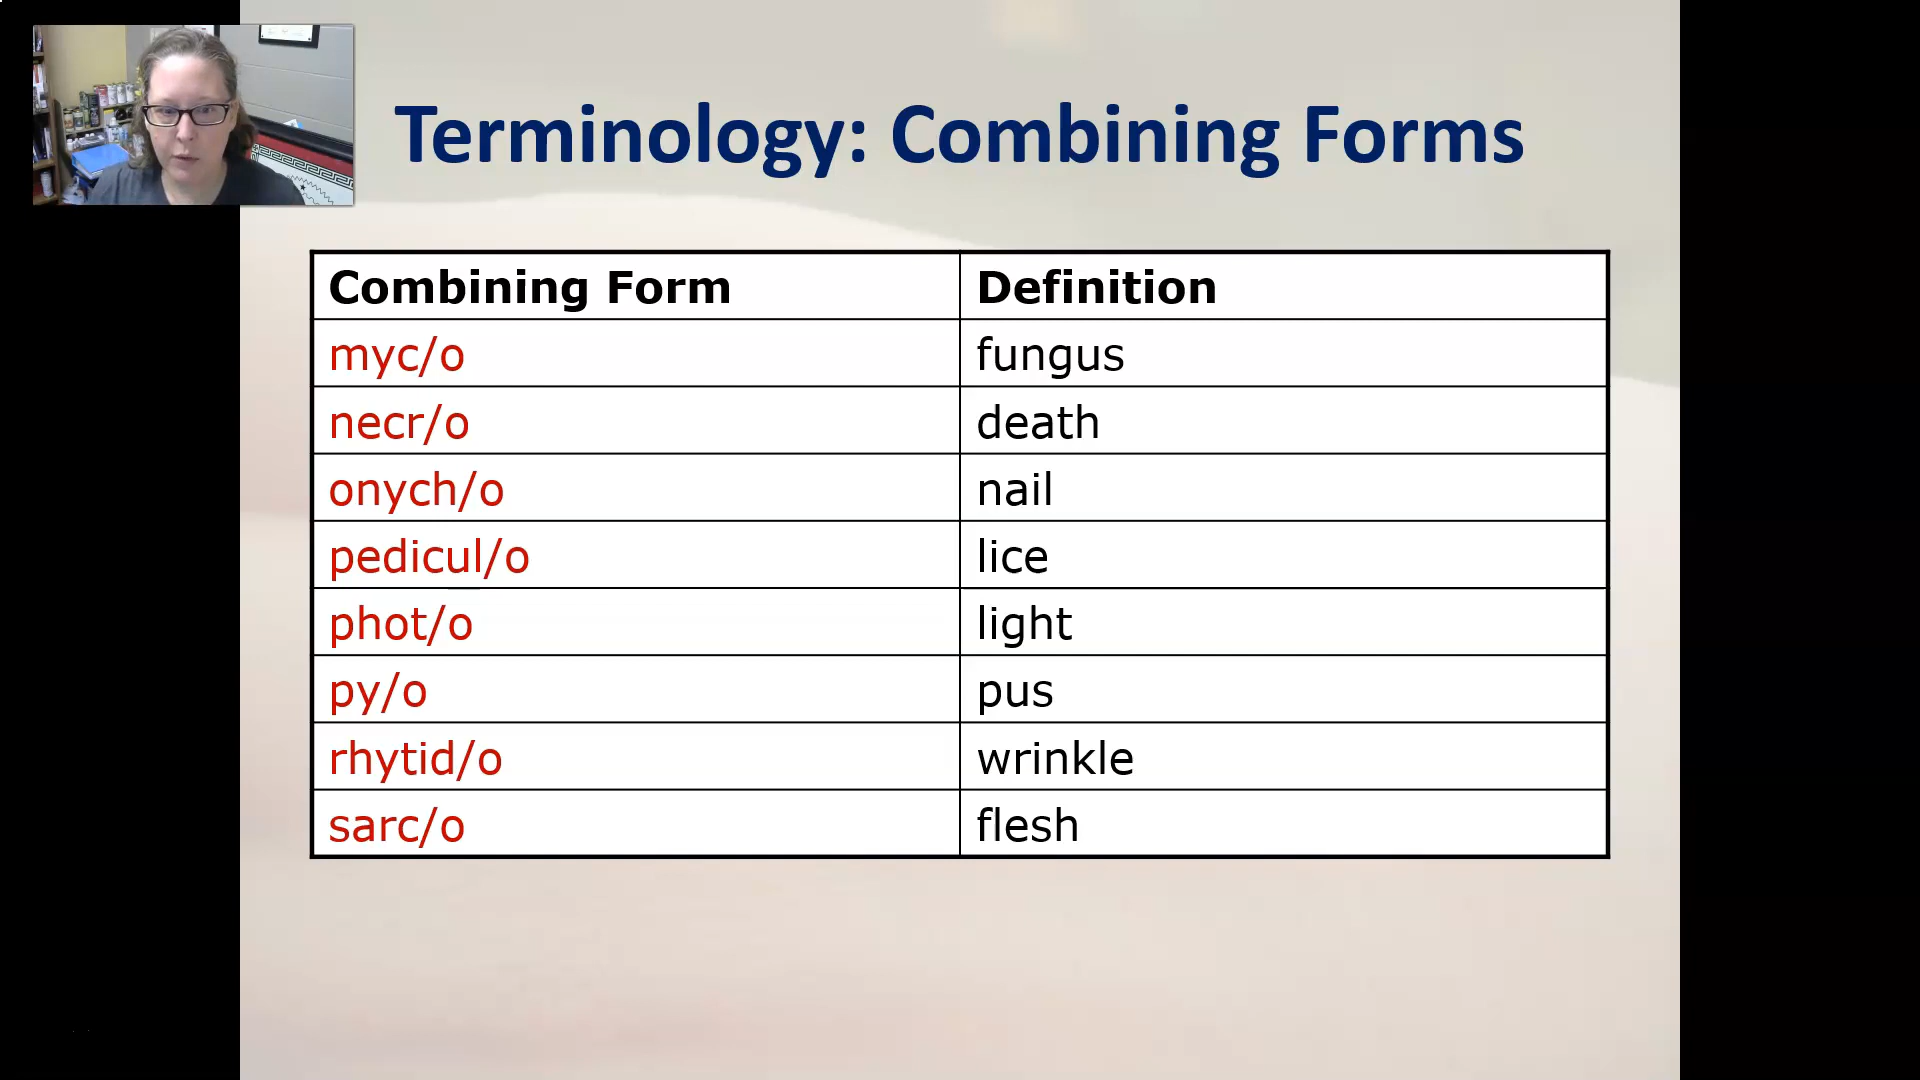 Terminology: Combining Forms
Combining Form Definition
myc/o fungus
necr/o death
onych/o nail
pedicul/o lice
phot/o light
py/o pus
rhytid/o wrinkle
sarc/o flesh